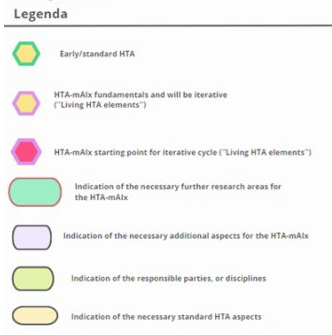 Legenda
Early/standard HTA
HTA-mAIx fundamentals and will be iterative
("Living HTA elements")
HTA-mAIx starting point for iterative cycle ("Living HTA elements")
Indication of the necessary further research areas for
the HTA-mAIx
Indication of the necessary additional aspects for the HTA-mAIx
Indication of the responsible parties, or disciplines
Indication of the necessary standard HTA aspects